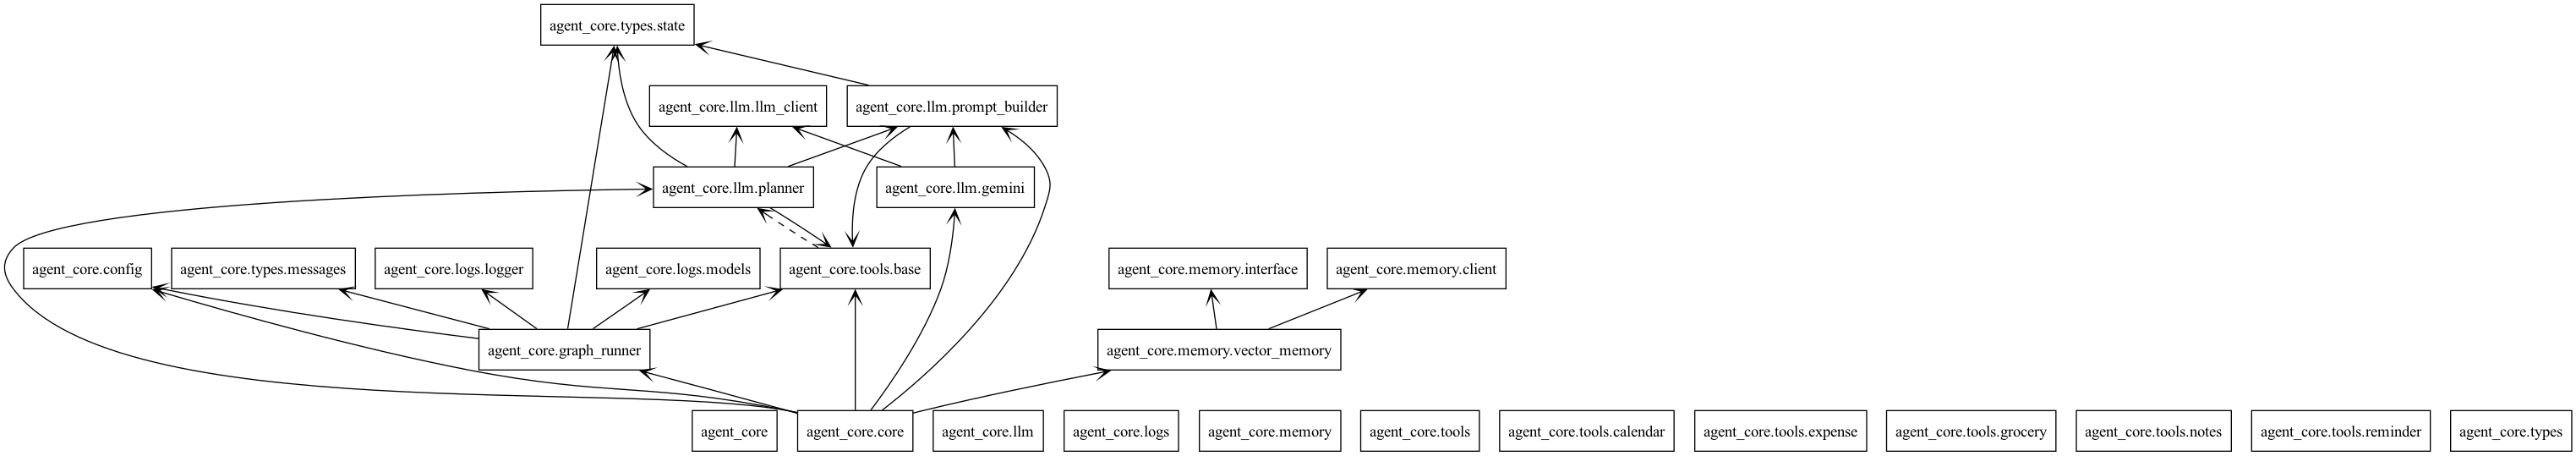 agent_core.types.state
agent_core.llm.llm_client
agent_core.llm.prompt_builder
agent_core.llm.planner
agent_core.llm.gemini
agent_core.config
agent_core.types.messages
agent_core.logs.logger
agent_core.logs.models
agent_core.tools.base
agent_core.memory.interface
agent_core.memory.client
agent_core.graph_runner
agent_core.memory.vector_memory
agent_core
agent_core.core
agent_core.llm
agent_core.logs
agent_core.memory
agent_core.tools
agent_core.tools.calendar
agent_core.tools.expense
agent_core.tools.grocery
agent_core.tools.notes
agent_core.tools.reminder
agent_core.types